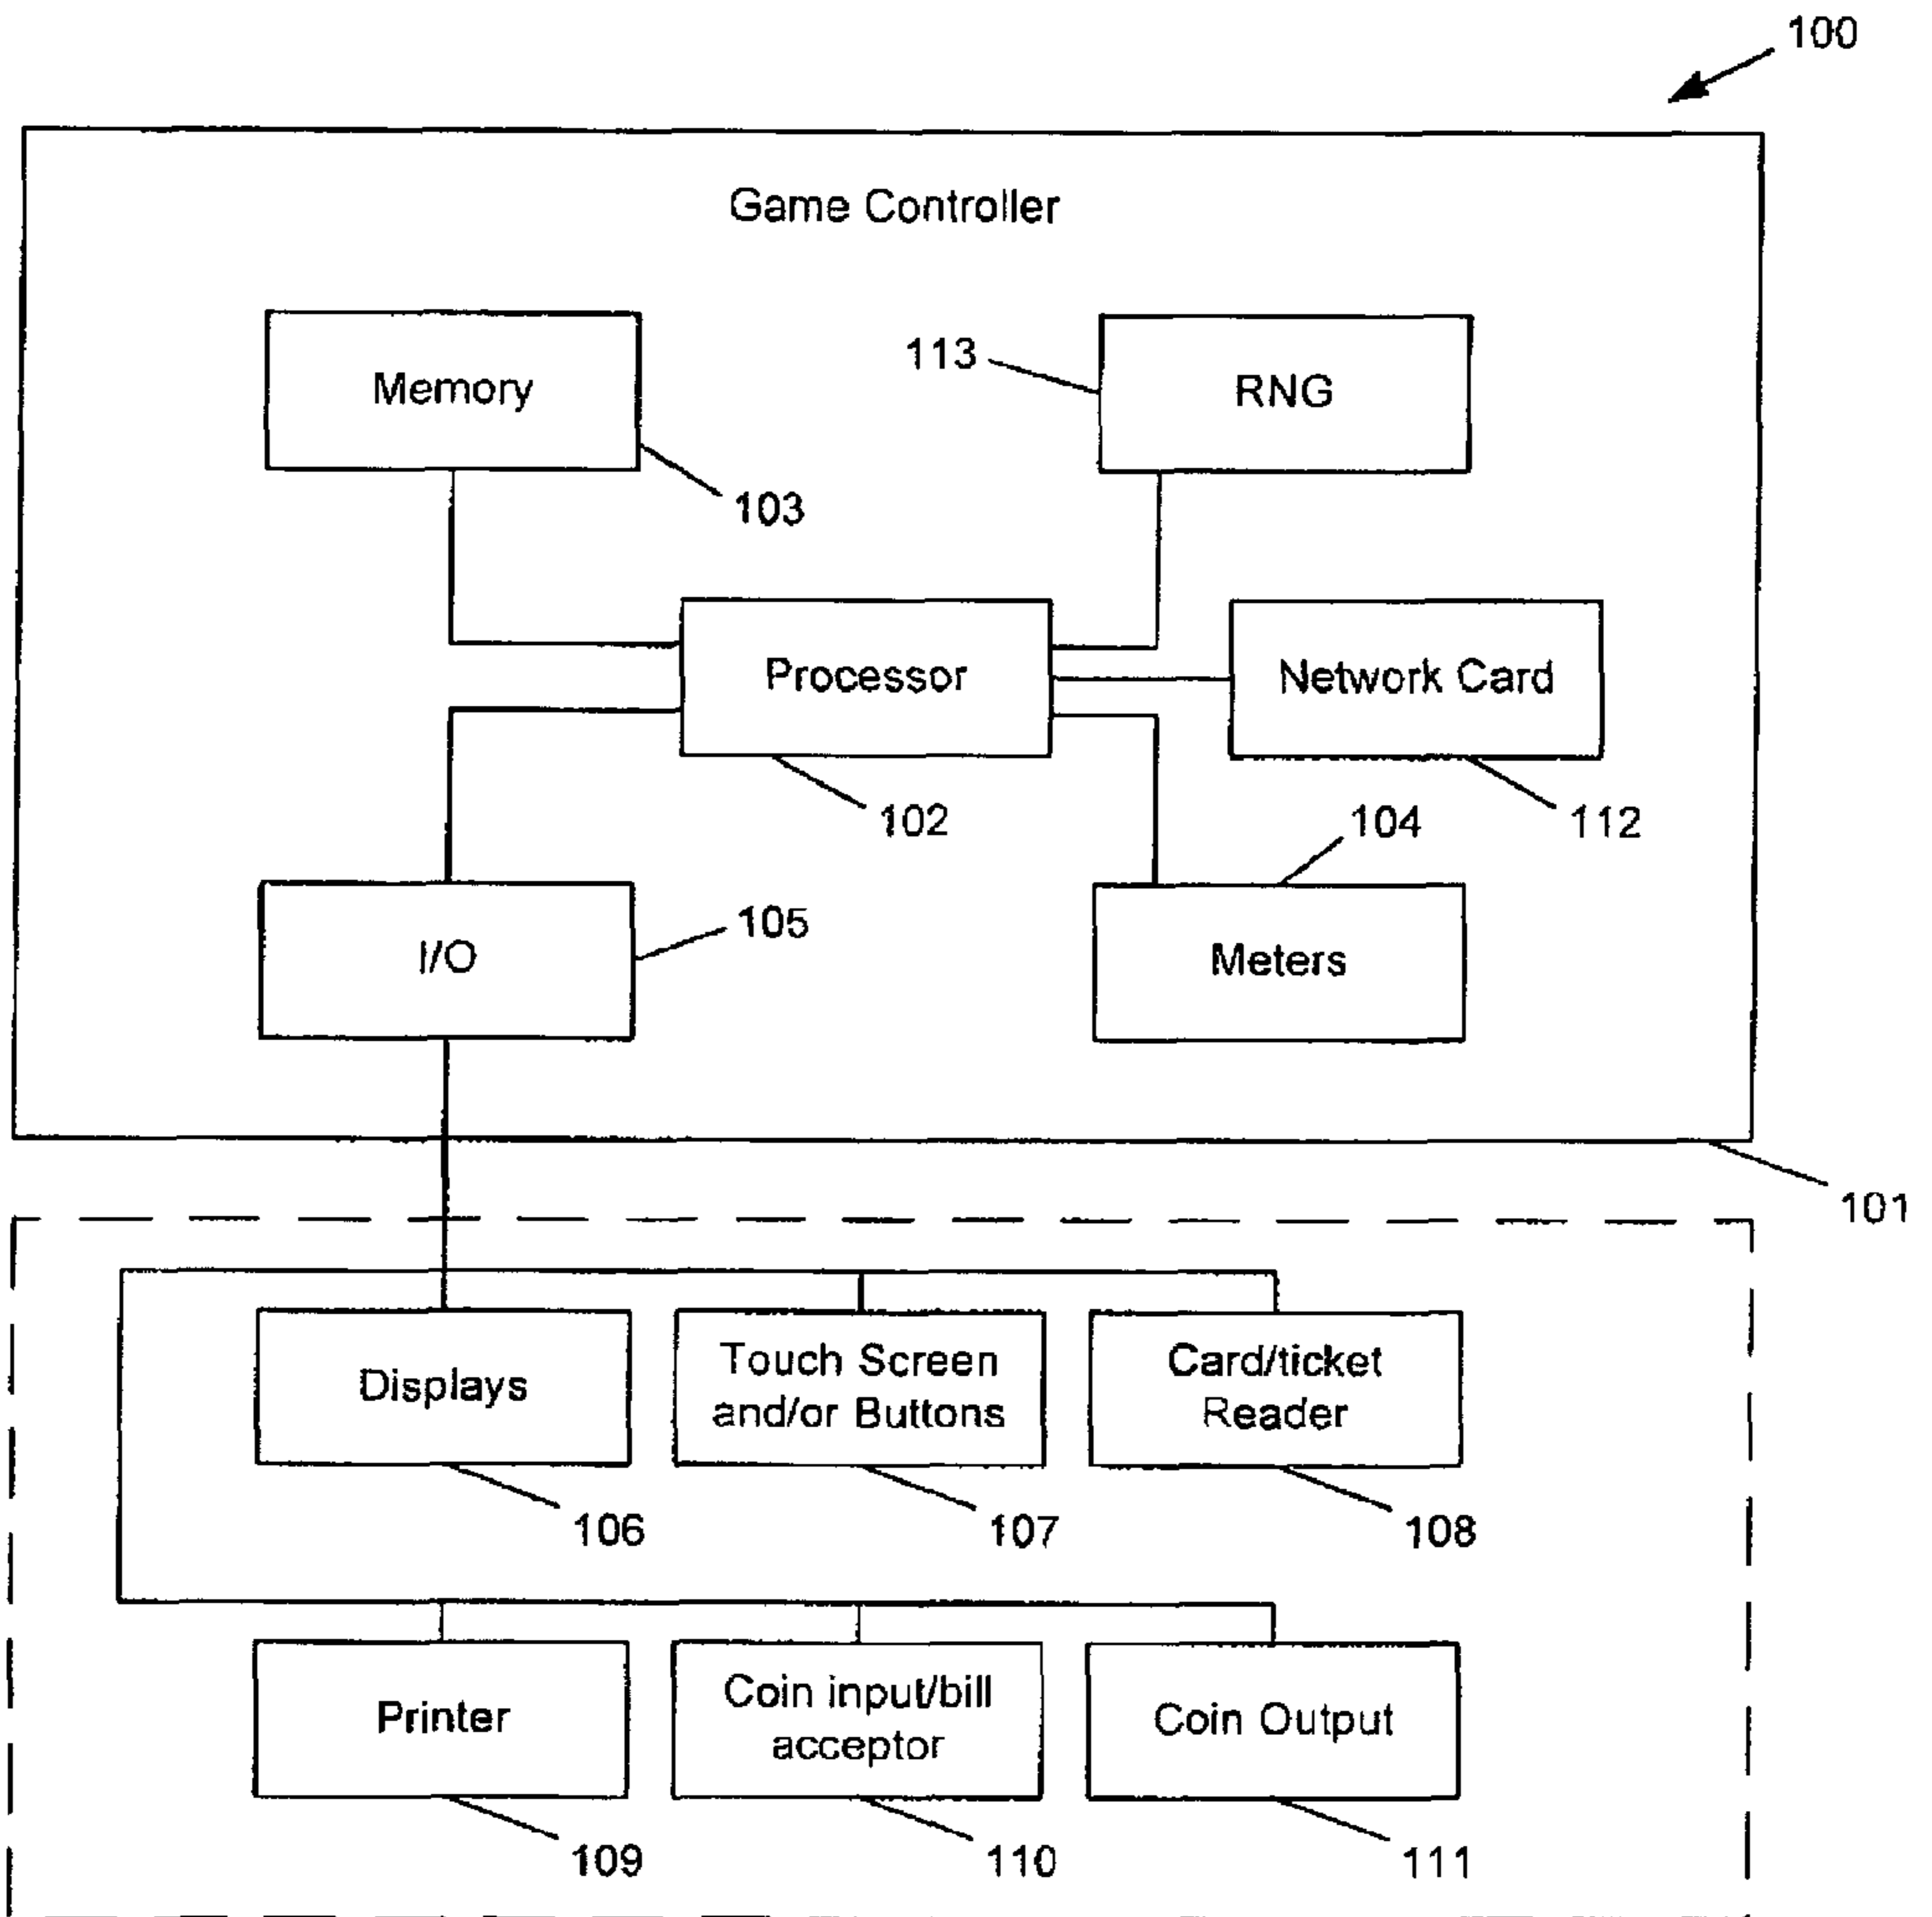 100
Game Controller
Memory
113
RNG
103
Processor
Network Card
102
104
112
I/O
105
Meters
101
Displays
Touch Screen
and/or Buttons
Card/ticket
Reader
106
107
108
Printer
Coin input/bill
acceptor
Coin Output
109
110
111